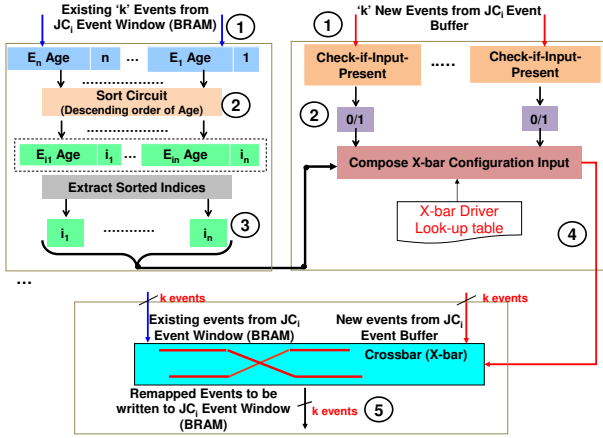 Existing ‘k’ Events from
JCi Event Window (BRAM)
1
En Age n ... E1 Age 1
Sort Circuit
(Descending order of Age)
2
Ei1 Age i1 ... Ein Age in
Extract Sorted Indices
i1 in
3
...
1
‘k’ New Events from JCi Event
Buffer
Check-if-Input-
Present
.....
Check-if-Input-
Present
2
0/1
0/1
Compose X-bar Configuration Input
X-bar Driver
Look-up table
4
k events
k events
Existing events from JCi
Event Window (BRAM)
New events from JCi
Event Buffer
Crossbar (X-bar)
Remapped Events to be
written to JCi Event Window
(BRAM)
k events
5